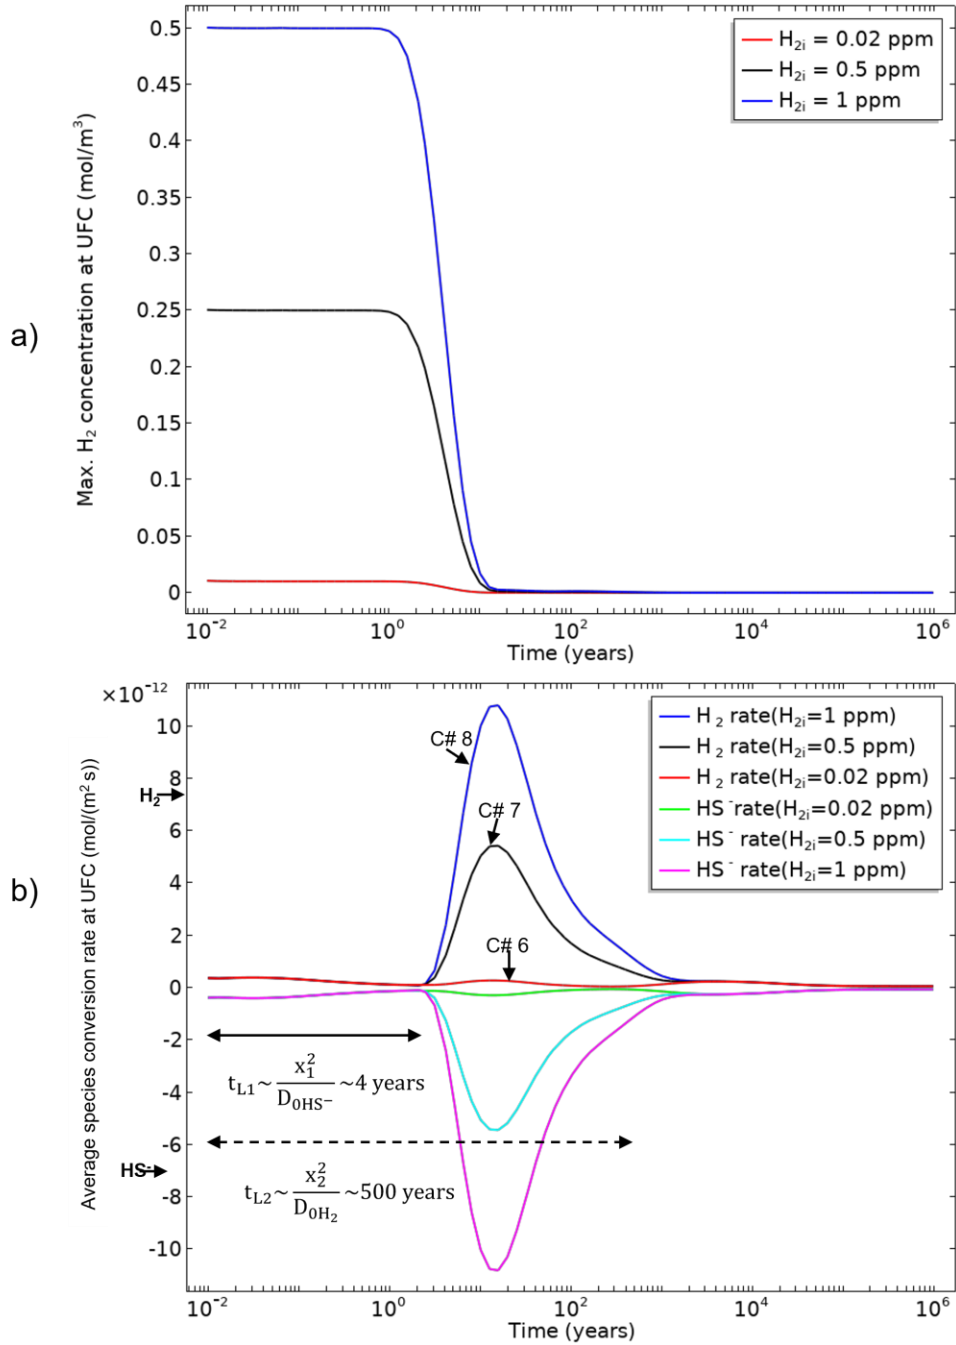 a)
Max. H₂ concentration at UFC (mol/m³)
0.5
0.45
0.4
0.35
0.3
0.25
0.2
0.15
0.1
0.05
0
H₂ᵢ = 0.02 ppm
H₂ᵢ = 0.5 ppm
H₂ᵢ = 1 ppm
10⁻² 10⁰ 10² 10⁴ 10⁶
Time (years)
b)
Average species conversion rate at UFC (mol/(m² s))
×10⁻¹²
10
8
6
4
2
0
-2
-4
-6
-8
-10
H₂
HS⁻
H₂ rate(H₂ᵢ=1 ppm)
H₂ rate(H₂ᵢ=0.5 ppm)
H₂ rate(H₂ᵢ=0.02 ppm)
HS⁻rate(H₂ᵢ=0.02 ppm)
HS⁻ rate(H₂ᵢ=0.5 ppm)
HS⁻ rate(H₂ᵢ=1 ppm)
C# 8
C# 7
C# 6
t_L1~ x₁²/D_0HS⁻ ~4 years
t_L2~ x₂²/D_0H₂ ~500 years
10⁻² 10⁰ 10² 10⁴ 10⁶
Time (years)